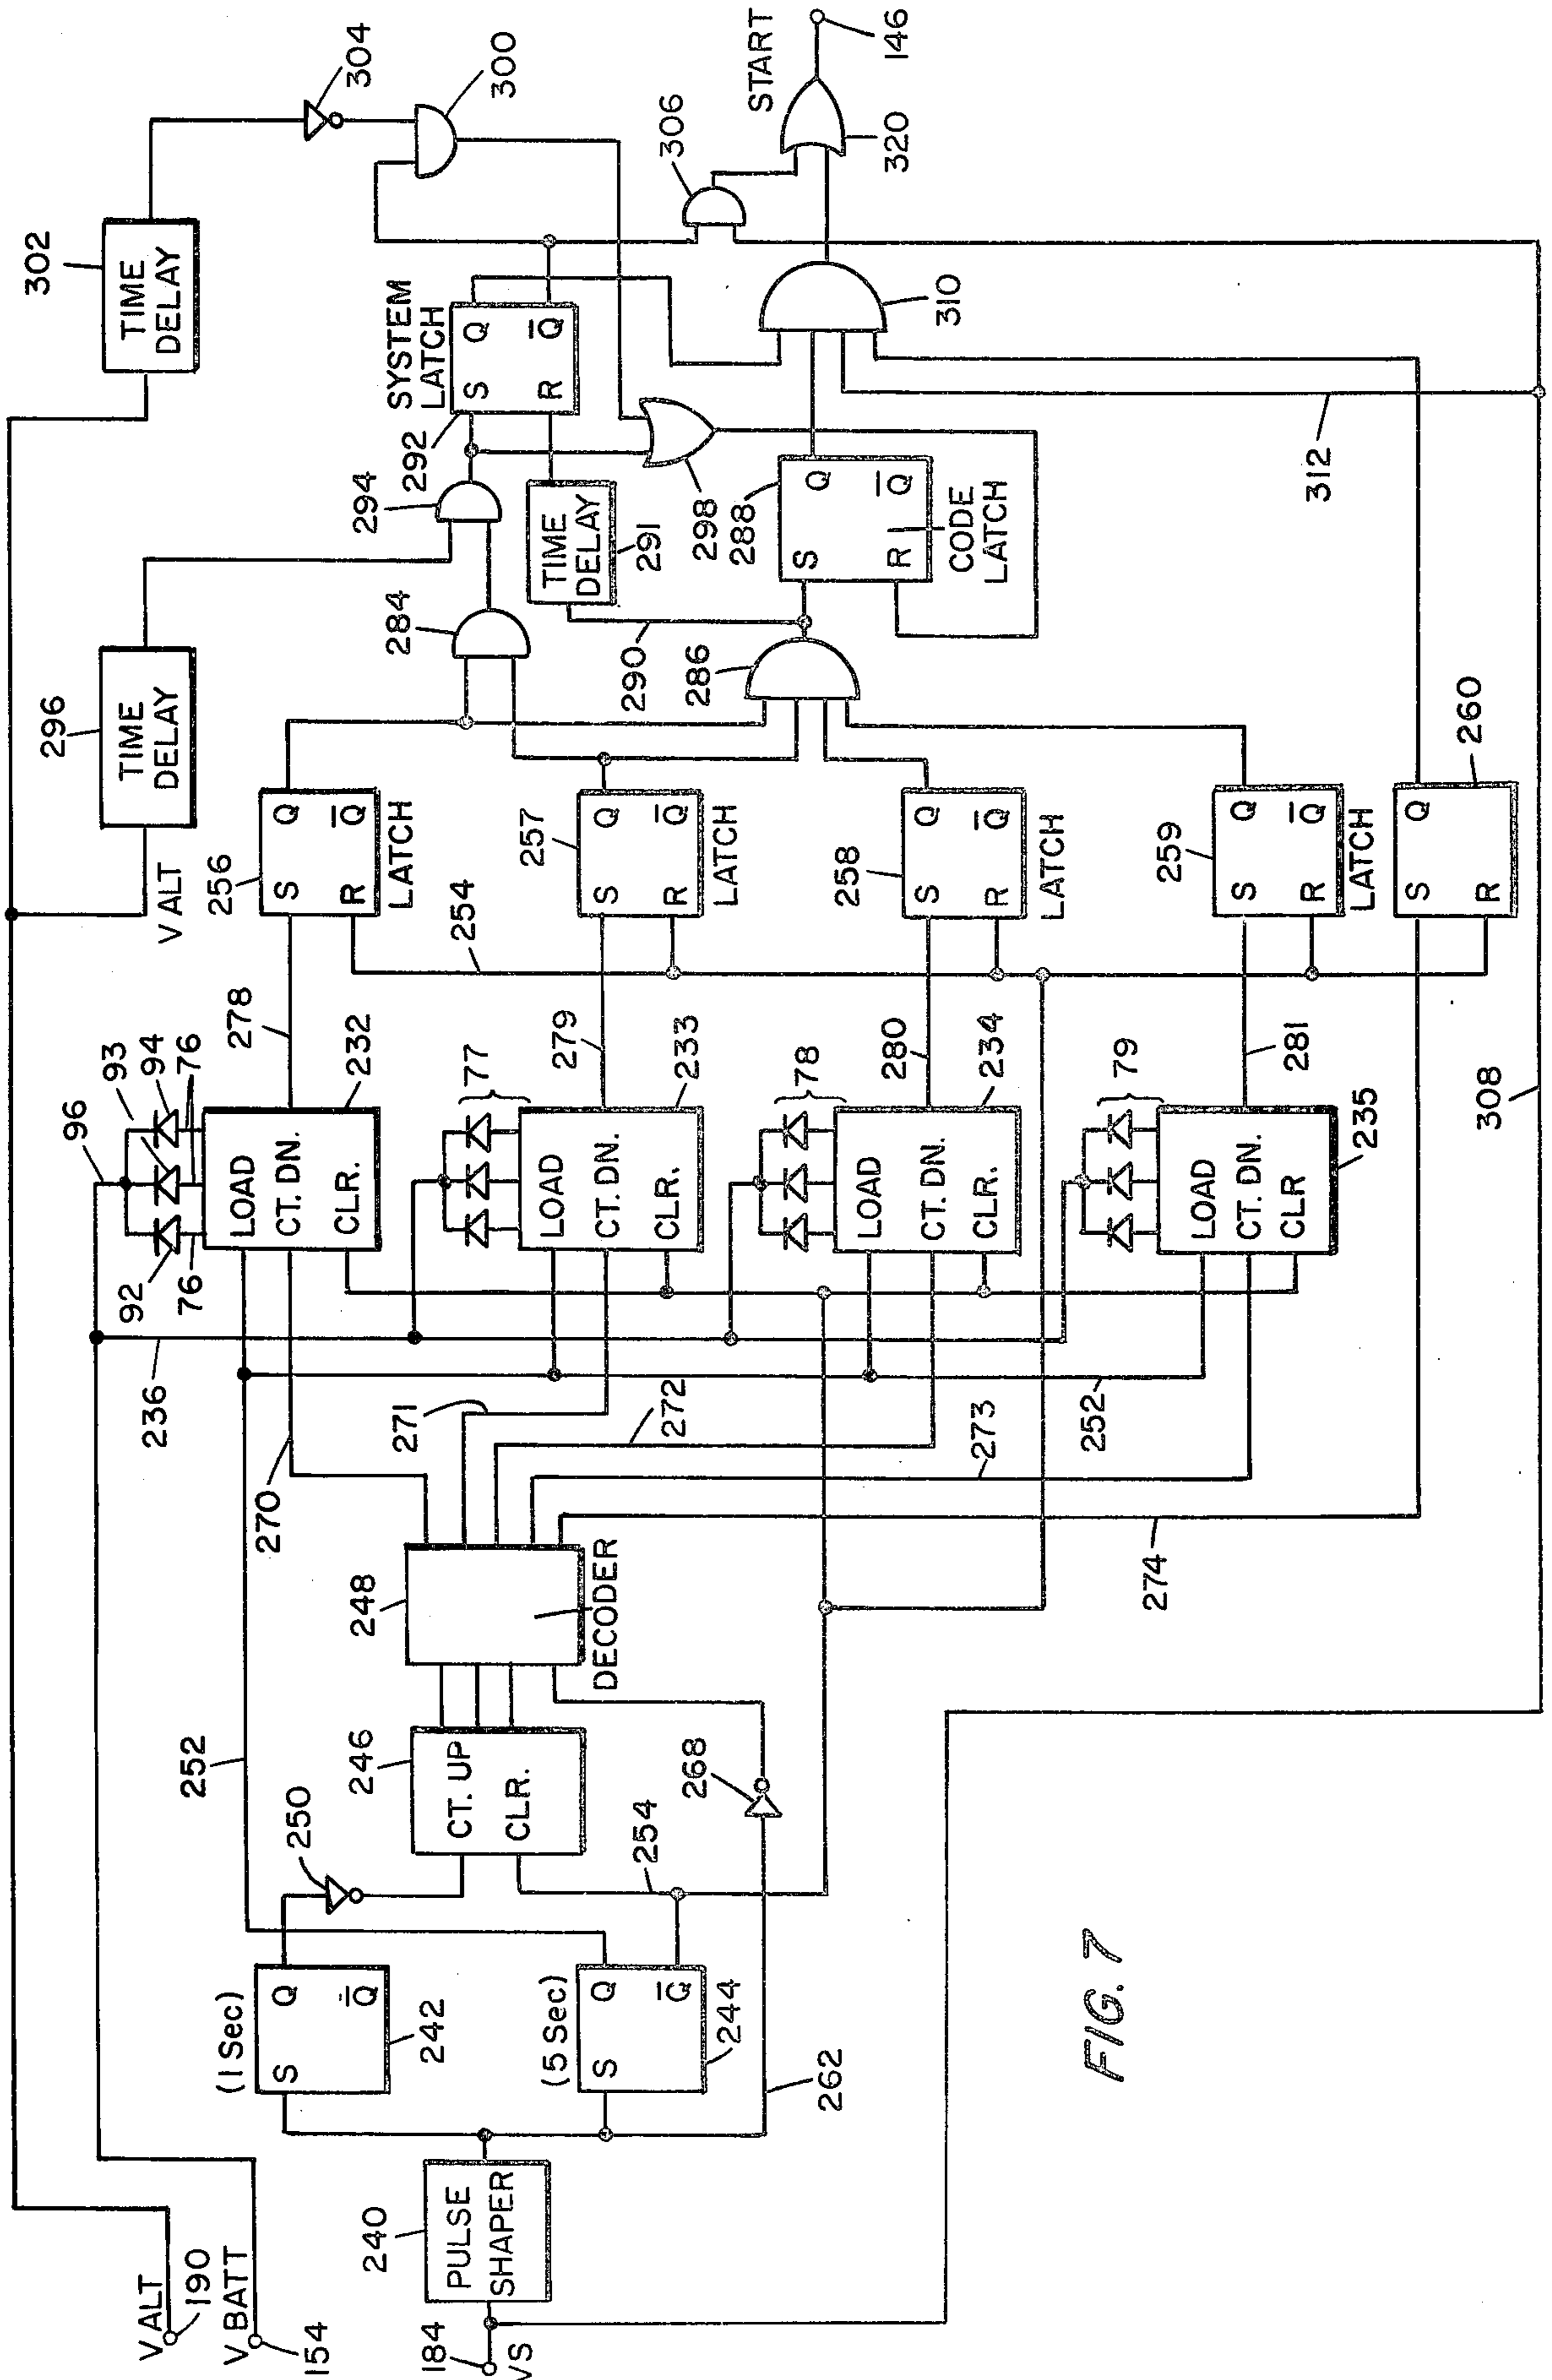 V ALT
190
V BATT
154
184
VS
240
PULSE
SHAPER
(1 Sec)
S
Q
Q̄
242
(5 Sec)
S
Q
Q̄
244
262
250
252
246
CT. UP
CLR.
254
268
248
DECODER
270
271
272
273
252
274
236
96
93
94
92
76
76
76
LOAD
CT. DN.
CLR.
232
278
77
LOAD
CT. DN.
CLR.
233
279
78
LOAD
CT. DN.
CLR.
234
280
79
LOAD
CT. DN.
CLR
235
281
308
254
256
S
Q
R
Q̄
LATCH
257
S
Q
R
Q̄
LATCH
258
S
Q
R
Q̄
LATCH
259
S
Q
R
Q̄
LATCH
260
S
Q
R
V ALT
296
TIME
DELAY
284
286
290
TIME
DELAY
291
294
292
SYSTEM
LATCH
S
Q
R
Q̄
298
288
S
Q
R
Q̄
CODE
LATCH
302
TIME
DELAY
304
300
306
310
312
320
START
146
FIG. 7